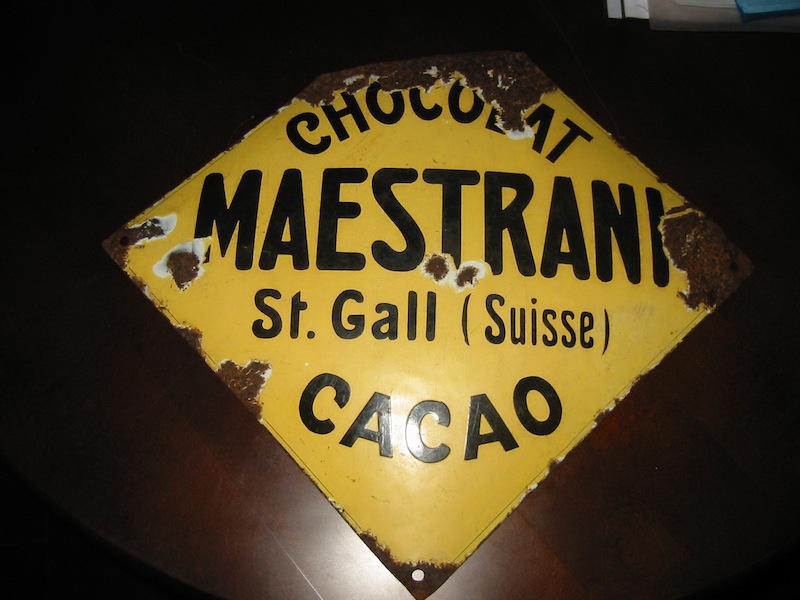 CHOCOLAT
MAESTRANI
St. Gall (Suisse)
CACAO